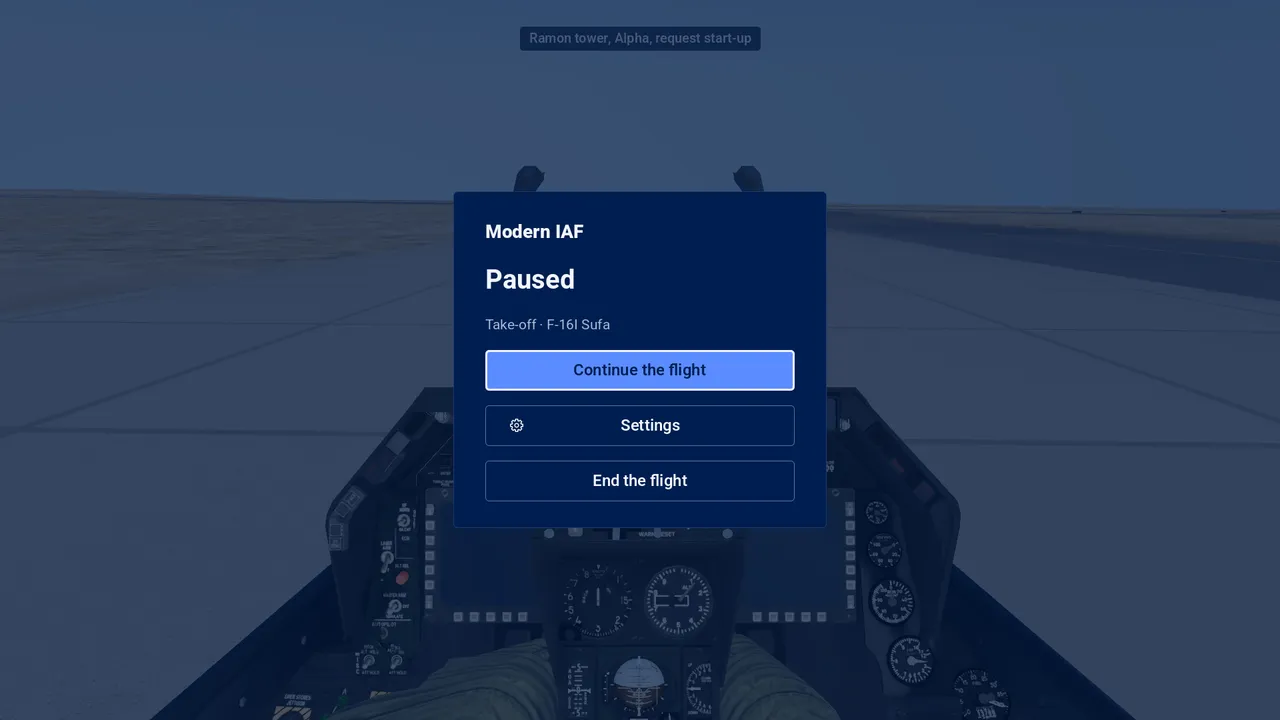 Ramon tower, Alpha, request start-up
Modern IAF
Paused
Take-off · F-16I Sufa
Continue the flight
Settings
End the flight